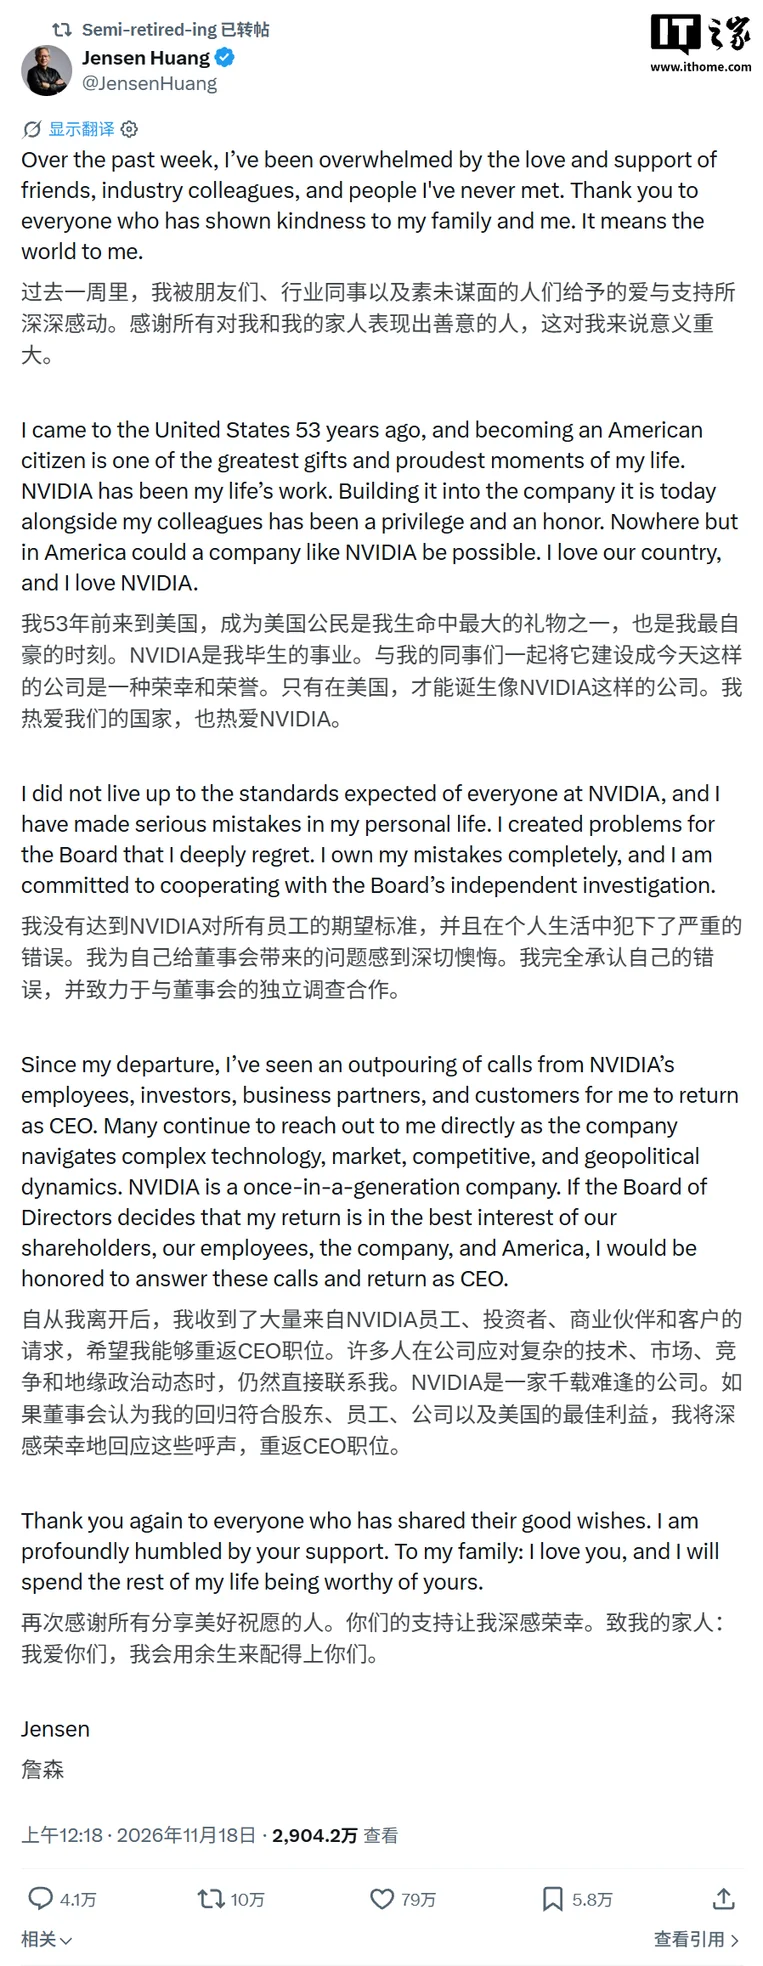 Semi-retired-ing 已转帖
Jensen Huang
@JensenHuang
IT之家
www.ithome.com
显示翻译
Over the past week, I’ve been overwhelmed by the love and support of
friends, industry colleagues, and people I've never met. Thank you to
everyone who has shown kindness to my family and me. It means the
world to me.
过去一周里，我被朋友们、行业同事以及素未谋面的人们给予的爱与支持所
深深感动。感谢所有对我和我的家人表现出善意的人，这对我来说意义重
大。
I came to the United States 53 years ago, and becoming an American
citizen is one of the greatest gifts and proudest moments of my life.
NVIDIA has been my life’s work. Building it into the company it is today
alongside my colleagues has been a privilege and an honor. Nowhere but
in America could a company like NVIDIA be possible. I love our country,
and I love NVIDIA.
我53年前来到美国，成为美国公民是我生命中最大的礼物之一，也是我最自
豪的时刻。NVIDIA是我毕生的事业。与我的同事们一起将它建设成今天这样
的公司是一种荣幸和荣誉。只有在美国，才能诞生像NVIDIA这样的公司。我
热爱我们的国家，也热爱NVIDIA。
I did not live up to the standards expected of everyone at NVIDIA, and I
have made serious mistakes in my personal life. I created problems for
the Board that I deeply regret. I own my mistakes completely, and I am
committed to cooperating with the Board’s independent investigation.
我没有达到NVIDIA对所有员工的期望标准，并且在个人生活中犯下了严重的
错误。我为自己给董事会带来的问题感到深切懊悔。我完全承认自己的错
误，并致力于与董事会的独立调查合作。
Since my departure, I’ve seen an outpouring of calls from NVIDIA’s
employees, investors, business partners, and customers for me to return
as CEO. Many continue to reach out to me directly as the company
navigates complex technology, market, competitive, and geopolitical
dynamics. NVIDIA is a once-in-a-generation company. If the Board of
Directors decides that my return is in the best interest of our
shareholders, our employees, the company, and America, I would be
honored to answer these calls and return as CEO.
自从我离开后，我收到了大量来自NVIDIA员工、投资者、商业伙伴和客户的
请求，希望我能够重返CEO职位。许多人在公司应对复杂的技术、市场、竞
争和地缘政治动态时，仍然直接联系我。NVIDIA是一家千载难逢的公司。如
果董事会认为我的回归符合股东、员工、公司以及美国的最佳利益，我将深
感荣幸地回应这些呼声，重返CEO职位。
Thank you again to everyone who has shared their good wishes. I am
profoundly humbled by your support. To my family: I love you, and I will
spend the rest of my life being worthy of yours.
再次感谢所有分享美好祝愿的人。你们的支持让我深感荣幸。致我的家人：
我爱你们，我会用余生来配得上你们。
Jensen
詹森
上午12:18 · 2026年11月18日 · 2,904.2万 查看
4.1万 10万 79万 5.8万
相关 查看引用